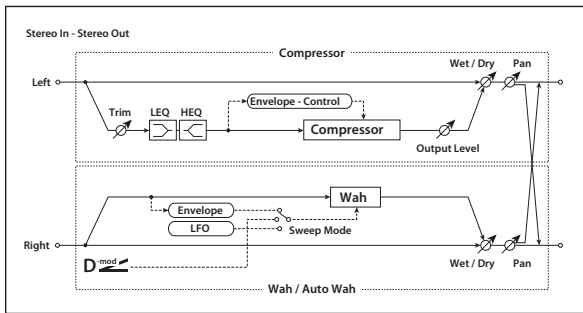 Stereo In - Stereo Out
Compressor
Wet / Dry Pan
Left
Envelope - Control
Trim LEQ HEQ
Compressor
Output Level
Wah
Envelope
LFO
Sweep Mode
Right
D-mod
Wet / Dry Pan
Wah / Auto Wah